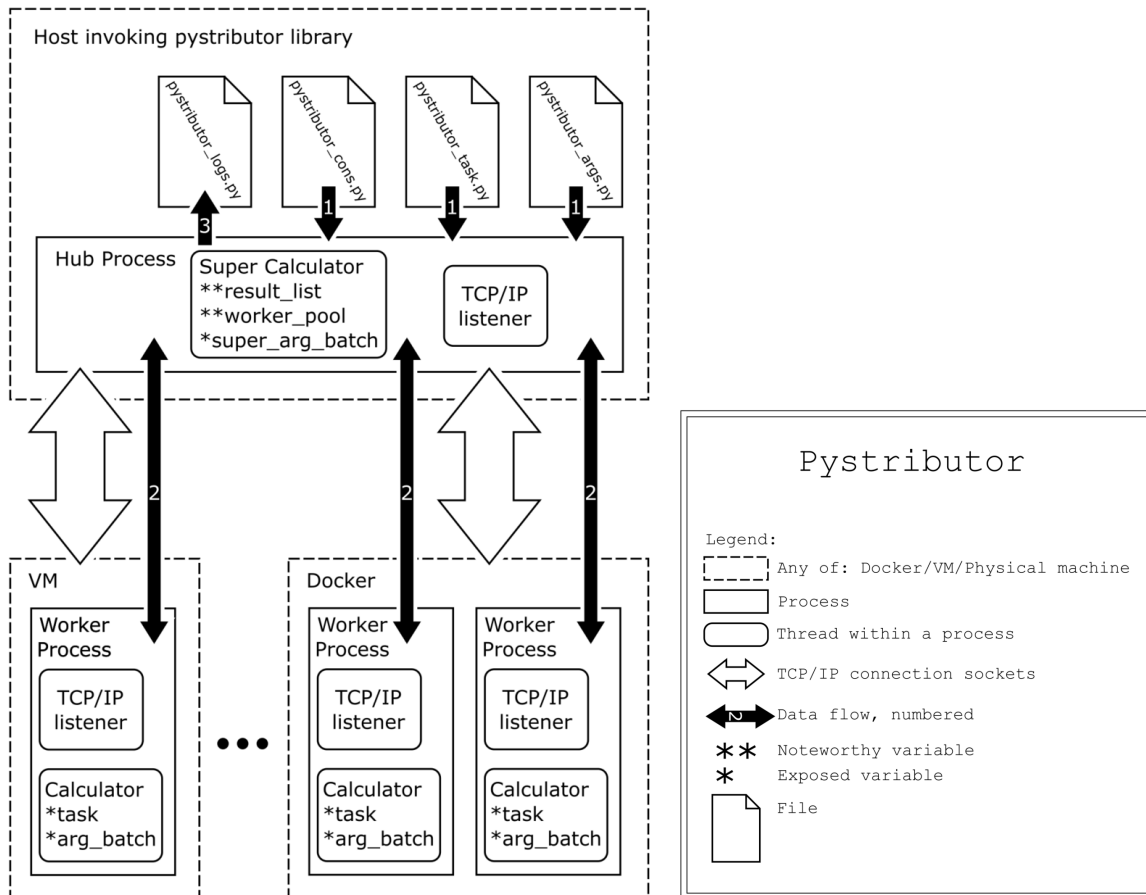 Host invoking pystributor library
pystributor_logs.py
pystributor_cons.py
pystributor_task.py
pystributor_args.py
3
1
1
1
Hub Process
Super Calculator
**result_list
**worker_pool
*super_arg_batch
TCP/IP
listener
2
2
2
VM
Worker
Process
TCP/IP
listener
Calculator
*task
*arg_batch
Docker
Worker
Process
TCP/IP
listener
Calculator
*task
*arg_batch
Worker
Process
TCP/IP
listener
Calculator
*task
*arg_batch
Pystributor
Legend:
Any of: Docker/VM/Physical machine
Process
Thread within a process
TCP/IP connection sockets
2 Data flow, numbered
** Noteworthy variable
* Exposed variable
File